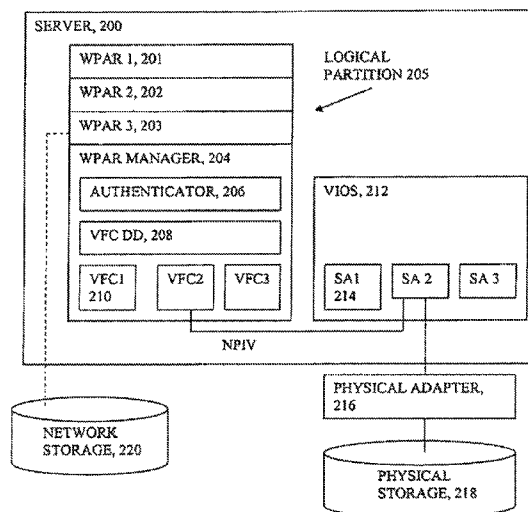 SERVER, 200
WPAR 1, 201
WPAR 2, 202
WPAR 3, 203
WPAR MANAGER, 204
AUTHENTICATOR, 206
VFC DD, 208
VFC1
210
VFC2
VFC3
LOGICAL
PARTITION 205
VIOS, 212
SA1
214
SA 2
SA 3
NPIV
PHYSICAL ADAPTER,
216
NETWORK
STORAGE, 220
PHYSICAL
STORAGE, 218